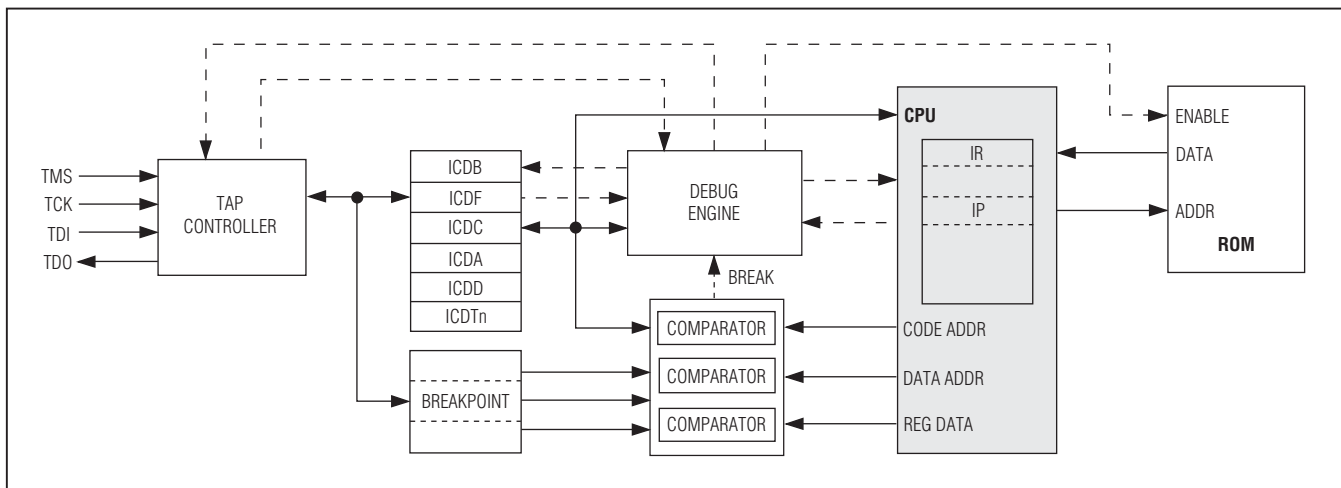 TMS
TCK
TDI
TDO
TAP
CONTROLLER
ICDB
ICDF
ICDC
ICDA
ICDD
ICDTn
BREAKPOINT
DEBUG
ENGINE
BREAK
COMPARATOR
COMPARATOR
COMPARATOR
CPU
IR
IP
CODE ADDR
DATA ADDR
REG DATA
ENABLE
DATA
ADDR
ROM